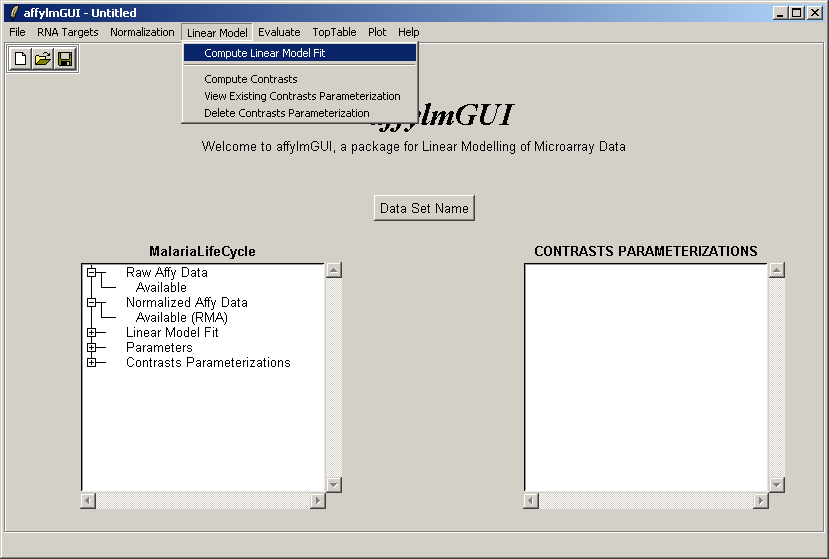 affylmGUI - Untitled
File RNA Targets Normalization Linear Model Evaluate TopTable Plot Help
Compute Linear Model Fit
Compute Contrasts
View Existing Contrasts Parameterization
Delete Contrasts Parameterization
affylmGUI
Welcome to affylmGUI, a package for Linear Modelling of Microarray Data
Data Set Name
MalariaLifeCycle
Raw Affy Data
Available
Normalized Affy Data
Available (RMA)
Linear Model Fit
Parameters
Contrasts Parameterizations
CONTRASTS PARAMETERIZATIONS